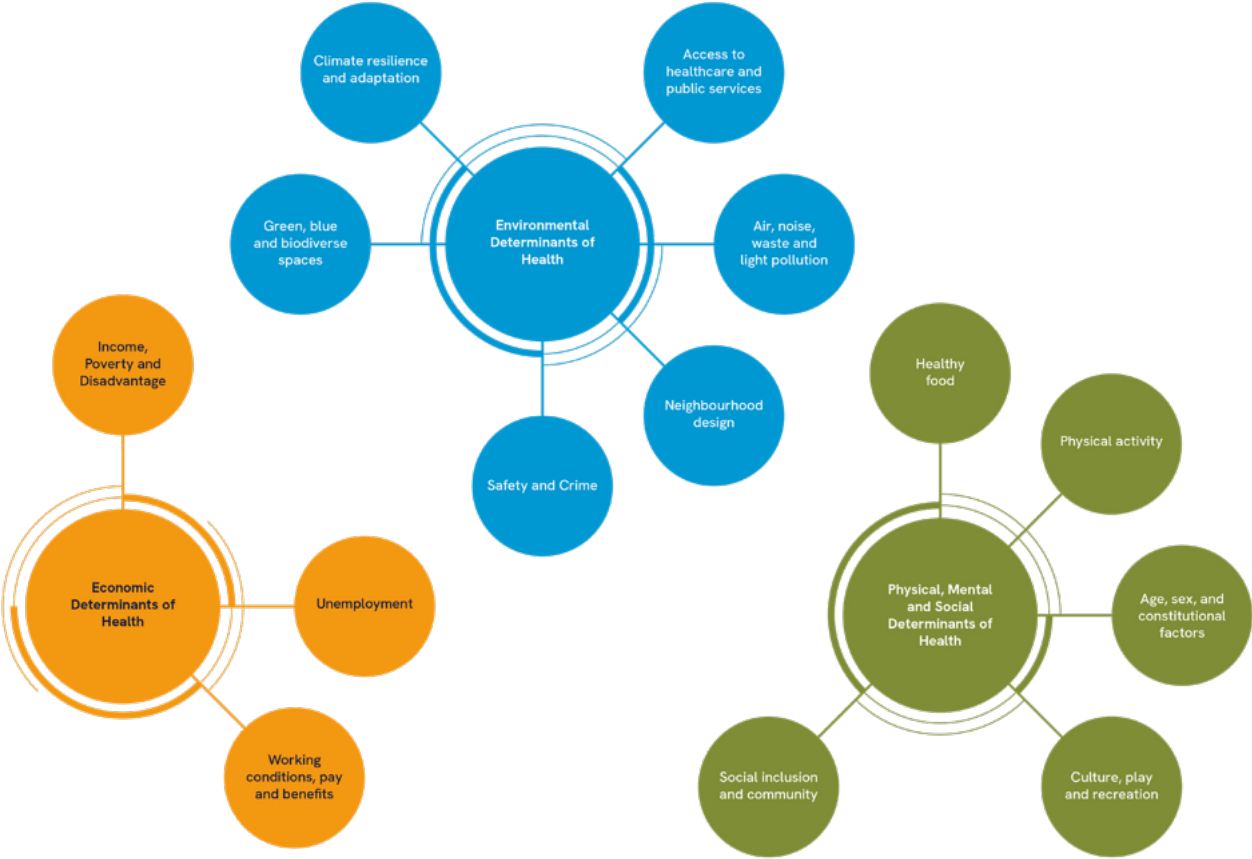 Climate resilience
and adaptation
Access to
healthcare and
public services
Green, blue
and biodiverse
spaces
Environmental
Determinants of
Health
Air, noise,
waste and
light pollution
Neighbourhood
design
Safety and Crime
Income,
Poverty and
Disadvantage
Economic
Determinants of
Health
Unemployment
Working
conditions, pay
and benefits
Healthy
food
Physical activity
Physical, Mental
and Social
Determinants of
Health
Age, sex, and
constitutional
factors
Social inclusion
and community
Culture, play
and recreation